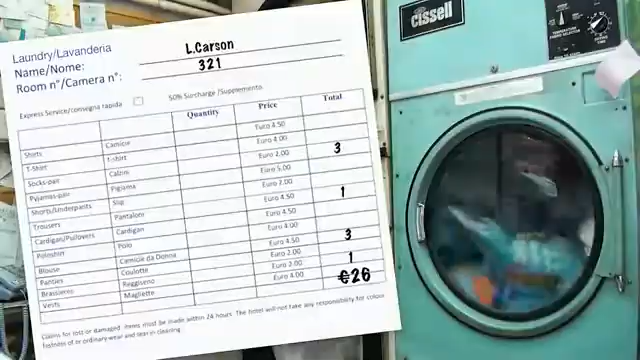 Laundry/Lavanderia
Name/Nome: L.Carson
Room n°/Camera n°: 321
Express Service/consegna rapida 50% Surcharge/Supplemento
Quantity Price Total
Shirts Camicie Euro 4.50
T-Shirt T-shirt Euro 4.00
Socks-pair Calzini Euro 2.00 3
Pyjamas-pair Pigiama Euro 5.00
Shorts/Underpants Slip Euro 2.00
Trousers Pantaloni Euro 4.50 1
Cardigan/Pullovers Cardigan Euro 4.50
Poloshirt Polo Euro 4.00
Blouse Camicie da Donna Euro 4.50 3
Panties Coulotte Euro 2.00
Brassieres Reggiseno Euro 2.00 1
Vests Magliette Euro 4.00 €26
Claims for lost or damaged items must be made within 24 hours. The hotel will not take any responsibility for colour
fastness of or ordinary wear and tear in cleaning
cissell